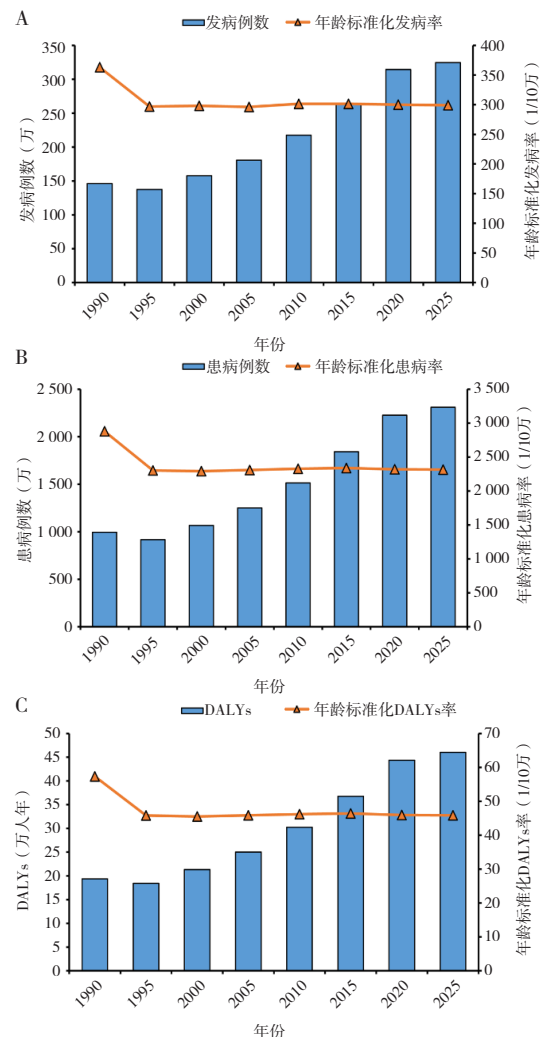 A
发病例数 年龄标准化发病率
发病例数（万）
350
300
250
200
150
100
50
0
年龄标准化发病率（1/10万）
400
350
300
250
200
150
100
50
0
1990 1995 2000 2005 2010 2015 2020 2025
年份
B
患病例数 年龄标准化患病率
患病例数（万）
2 500
2 000
1 500
1 000
500
0
年龄标准化患病率（1/10万）
3 500
3 000
2 500
2 000
1 500
1 000
500
0
1990 1995 2000 2005 2010 2015 2020 2025
年份
C
DALYs 年龄标准化DALYs率
DALYs（万人年）
50
45
40
35
30
25
20
15
10
5
0
年龄标准化DALYs率（1/10万）
70
60
50
40
30
20
10
0
1990 1995 2000 2005 2010 2015 2020 2025
年份